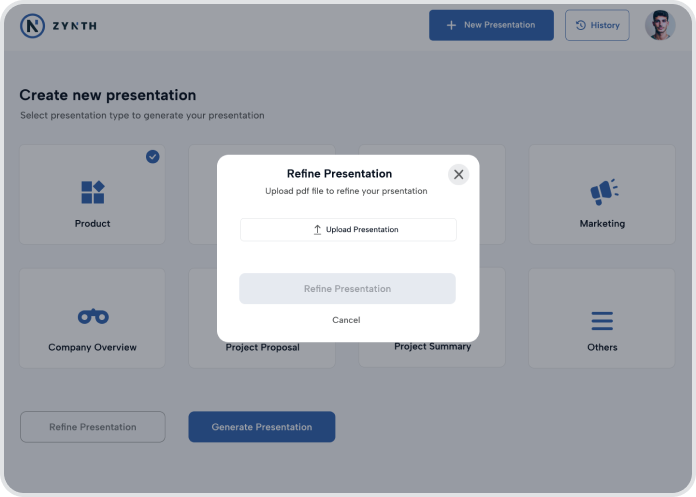 ZYNTH
New Presentation
History
Create new presentation
Select presentation type to generate your presentation
Product
Marketing
Refine Presentation
Upload pdf file to refine your prsentation
Upload Presentation
Refine Presentation
Cancel
Company Overview
Project Proposal
Project Summary
Others
Refine Presentation
Generate Presentation